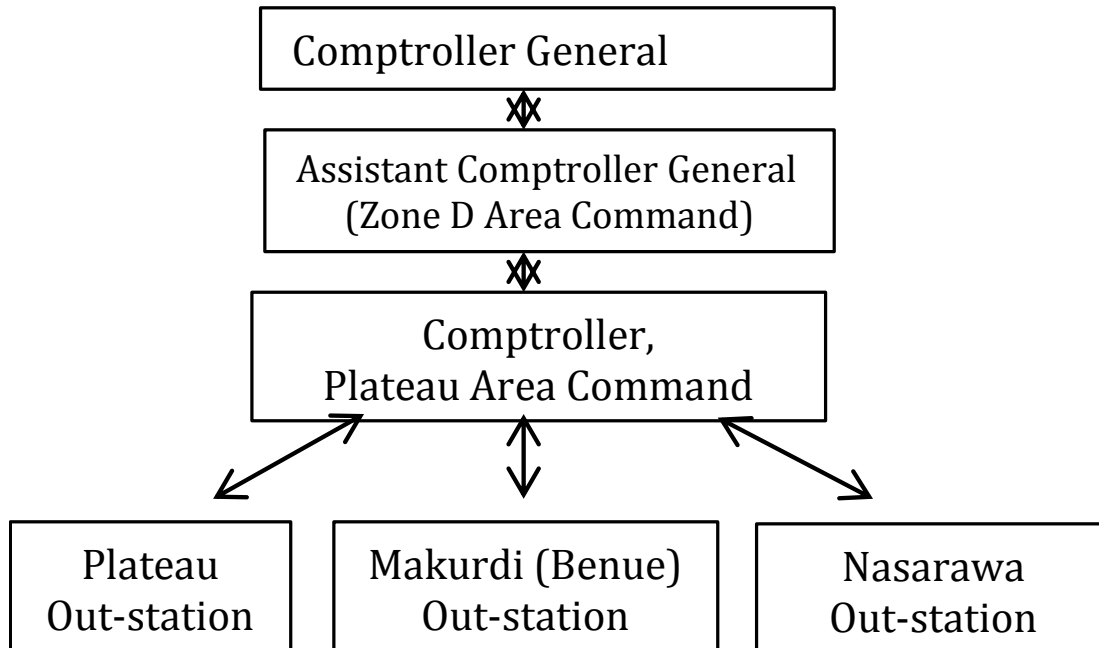 Comptroller General
Assistant Comptroller General
(Zone D Area Command)
Comptroller,
Plateau Area Command
Plateau
Out-station
Makurdi (Benue)
Out-station
Nasarawa
Out-station